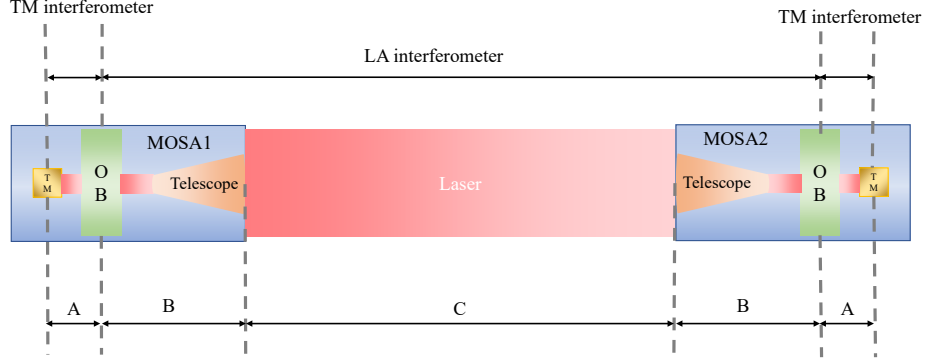 TM interferometer
TM interferometer
LA interferometer
MOSA1
MOSA2
T
M
O
B
Telescope
Laser
Telescope
O
B
T
M
A
B
C
B
A